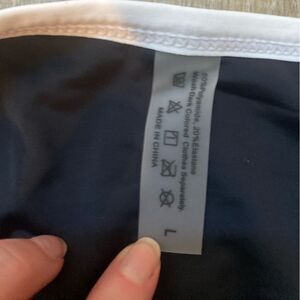 80%Polyamide, 20%Elastane
Wash Dark Colored Clothes Separately.
MADE IN CHINA
L